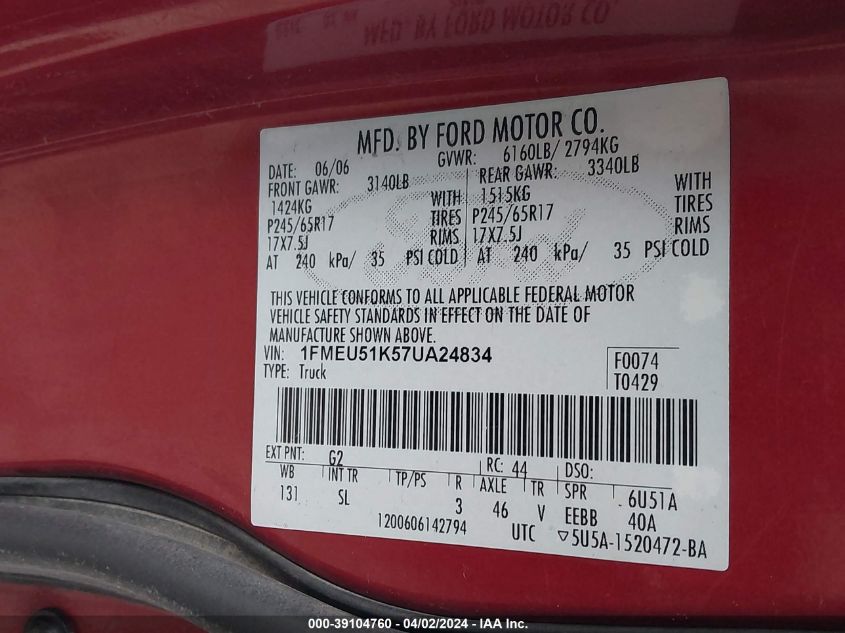 MFD. BY FORD MOTOR CO.
DATE: 06/06 GVWR: 6160LB/ 2794KG
FRONT GAWR: 3140LB REAR GAWR: 3340LB
1424KG WITH 1515KG WITH
P245/65R17 TIRES P245/65R17 TIRES
17X7.5J RIMS 17X7.5J RIMS
AT 240 kPa/ 35 PSI COLD AT 240 kPa/ 35 PSI COLD
THIS VEHICLE CONFORMS TO ALL APPLICABLE FEDERAL MOTOR
VEHICLE SAFETY STANDARDS IN EFFECT ON THE DATE OF
MANUFACTURE SHOWN ABOVE.
VIN: 1FMEU51K57UA24834
TYPE: Truck
F0074
T0429
EXT PNT: G2 RC: 44 DSO:
WB INT TR TP/PS R AXLE TR SPR 6U51A
131 SL 3 46 V EEBB 40A
1200606142794 UTC ▽5U5A-1520472-BA
000-39104760 - 04/02/2024 - IAA Inc.